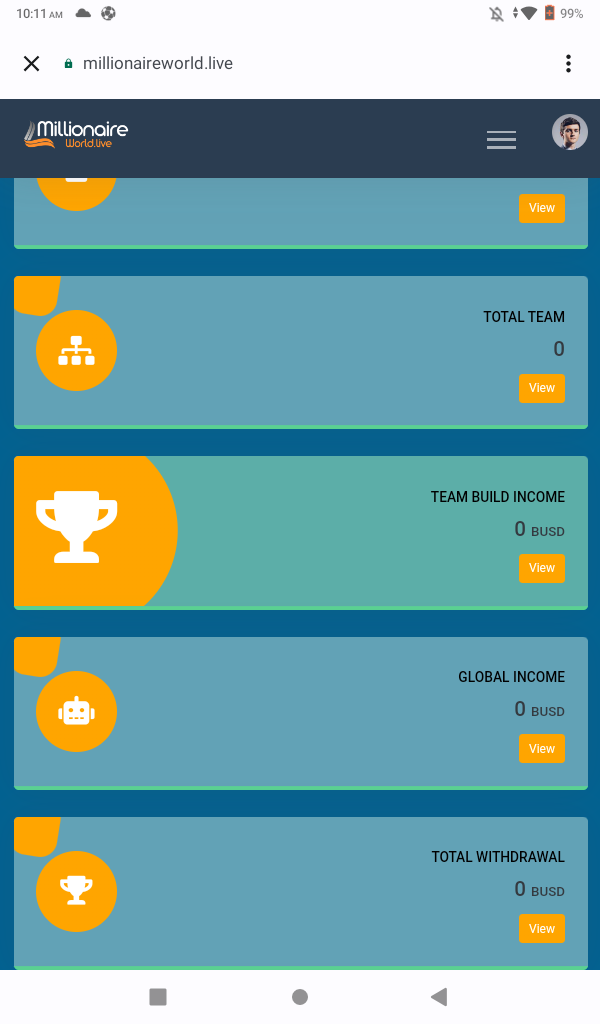 10:11 AM
99%
millionaireworld.live
Millionaire
World.live
View
TOTAL TEAM
0
View
TEAM BUILD INCOME
0 BUSD
View
GLOBAL INCOME
0 BUSD
View
TOTAL WITHDRAWAL
0 BUSD
View